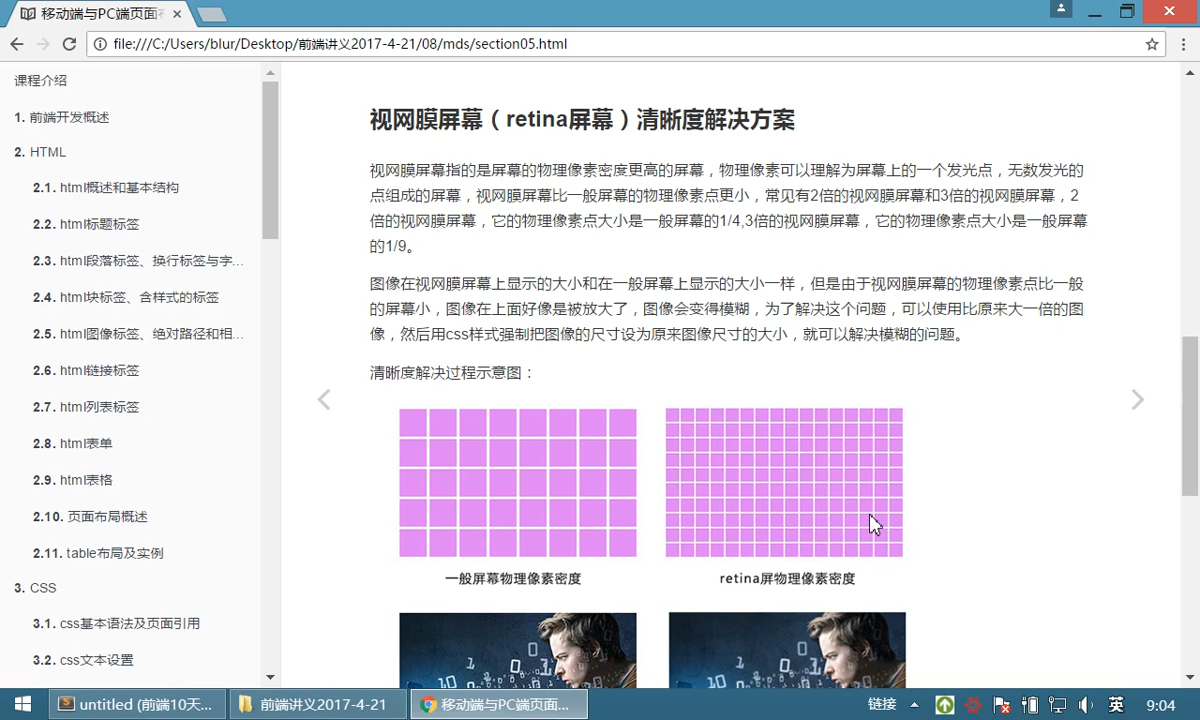 移动端与PC端页面
file:///C:/Users/blur/Desktop/前端讲义2017-4-21/08/mds/section05.html
课程介绍
1. 前端开发概述
2. HTML
2.1. html概述和基本结构
2.2. html标题标签
2.3. html段落标签、换行标签与字...
2.4. html块标签、含样式的标签
2.5. html图像标签、绝对路径和相...
2.6. html链接标签
2.7. html列表标签
2.8. html表单
2.9. html表格
2.10. 页面布局概述
2.11. table布局及实例
3. CSS
3.1. css基本语法及页面引用
3.2. css文本设置
视网膜屏幕（retina屏幕）清晰度解决方案
视网膜屏幕指的是屏幕的物理像素密度更高的屏幕，物理像素可以理解为屏幕上的一个发光点，无数发光的
点组成的屏幕，视网膜屏幕比一般屏幕的物理像素点更小，常见有2倍的视网膜屏幕和3倍的视网膜屏幕，2
倍的视网膜屏幕，它的物理像素点大小是一般屏幕的1/4,3倍的视网膜屏幕，它的物理像素点大小是一般屏幕
的1/9。
图像在视网膜屏幕上显示的大小和在一般屏幕上显示的大小一样，但是由于视网膜屏幕的物理像素点比一般
的屏幕小，图像在上面好像是被放大了，图像会变得模糊，为了解决这个问题，可以使用比原来大一倍的图
像，然后用css样式强制把图像的尺寸设为原来图像尺寸的大小，就可以解决模糊的问题。
清晰度解决过程示意图：
一般屏幕物理像素密度
retina屏物理像素密度
untitled (前端10天...
前端讲义2017-4-21
移动端与PC端页面...
链接
英
9:04